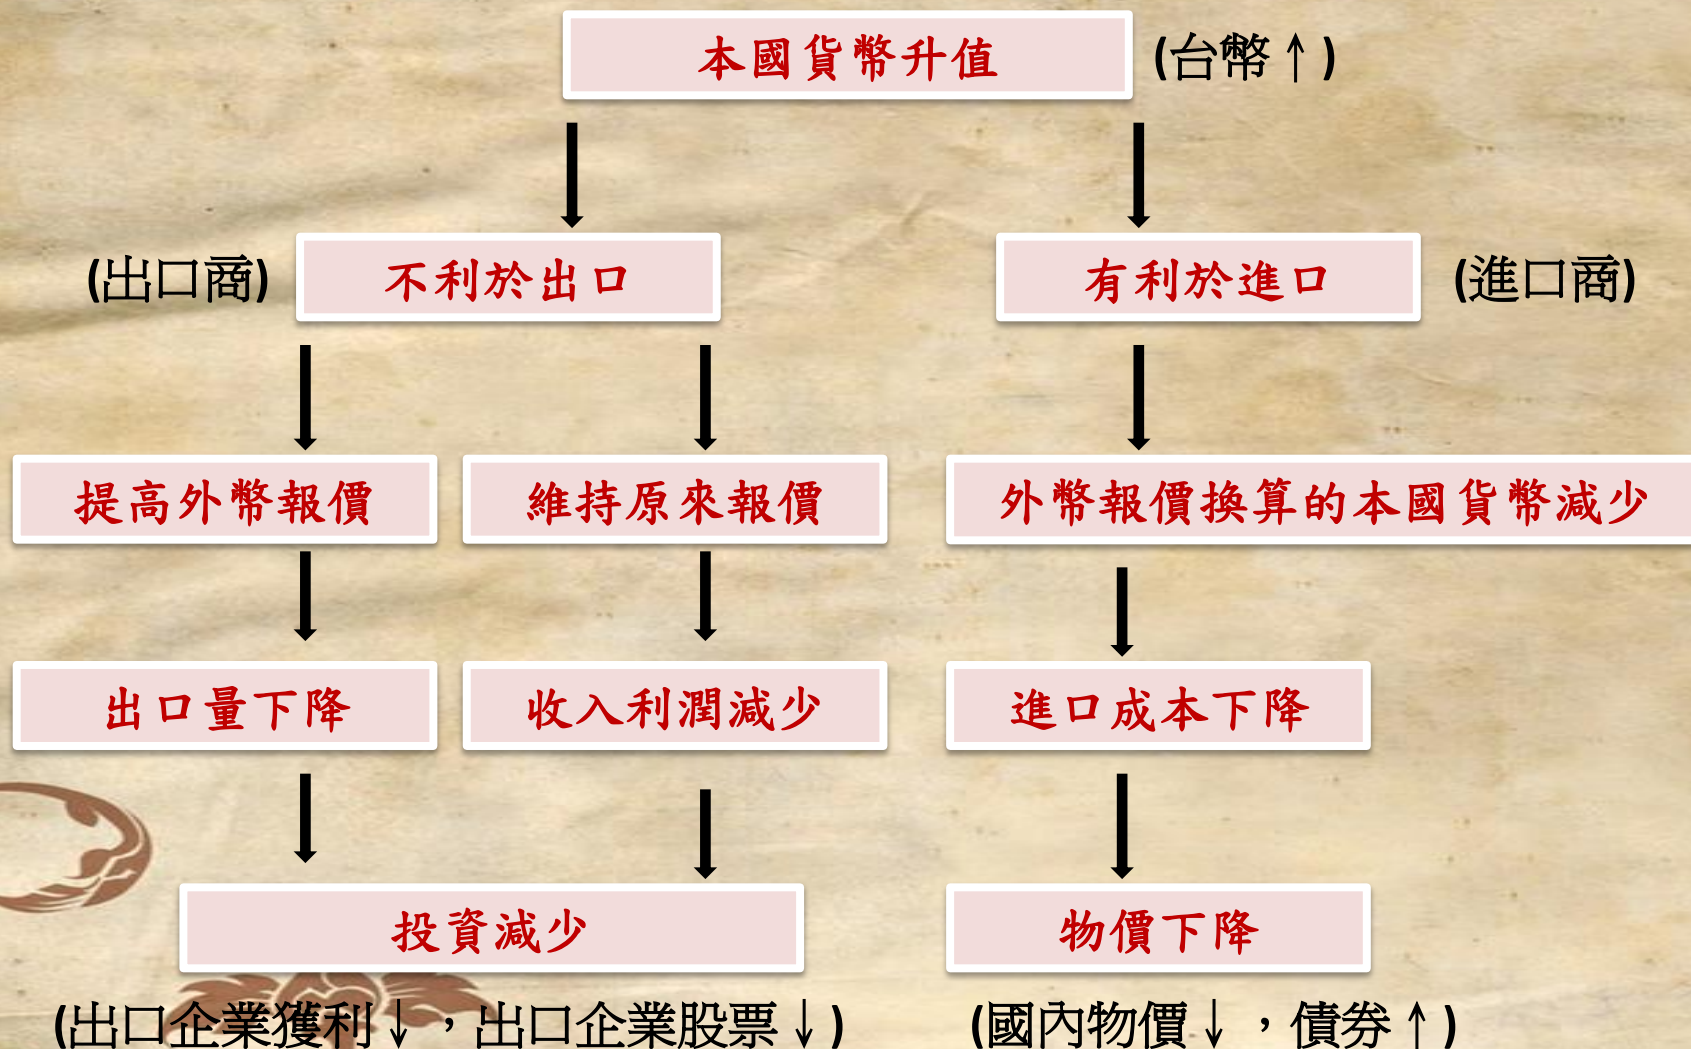 本國貨幣升值 (台幣↑)
(出口商) 不利於出口 有利於進口 (進口商)
提高外幣報價 維持原來報價 外幣報價換算的本國貨幣減少
出口量下降 收入利潤減少 進口成本下降
投資減少 物價下降
(出口企業獲利↓，出口企業股票↓) (國內物價↓，債券↑)